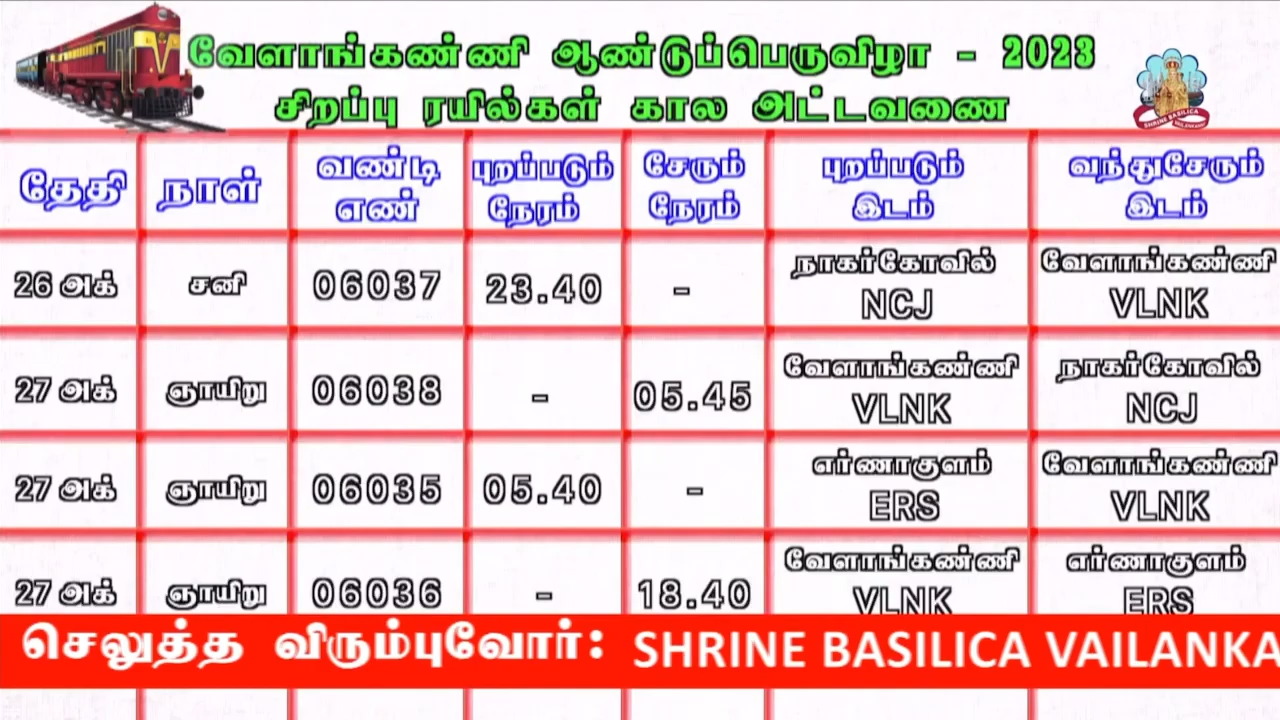 வேளாங்கண்ணி ஆண்டுப்பெருவிழா - 2023
சிறப்பு ரயில்கள் கால அட்டவணை
SHRINE BASILICA
VAILANKANNI
தேதி நாள் வண்டி எண் புறப்படும் நேரம் சேரும் நேரம் புறப்படும் இடம் வந்துசேரும் இடம்
26 அக் சனி 06037 23.40 - நாகர்கோவில் NCJ வேளாங்கண்ணி VLNK
27 அக் ஞாயிறு 06038 - 05.45 வேளாங்கண்ணி VLNK நாகர்கோவில் NCJ
27 அக் ஞாயிறு 06035 05.40 - எர்ணாகுளம் ERS வேளாங்கண்ணி VLNK
27 அக் ஞாயிறு 06036 - 18.40 வேளாங்கண்ணி VLNK எர்ணாகுளம் ERS
செலுத்த விரும்புவோர்: SHRINE BASILICA VAILANKA